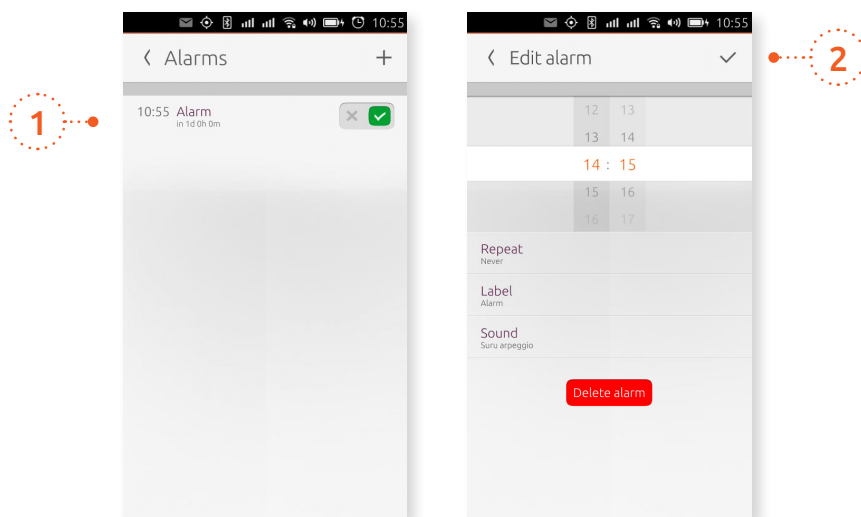 10:55
Alarms
1
10:55 Alarm
in 1d 0h 0m
10:55
Edit alarm
2
12 13
13 14
14 : 15
15 16
16 17
Repeat
Never
Label
Alarm
Sound
Suru arpeggio
Delete alarm